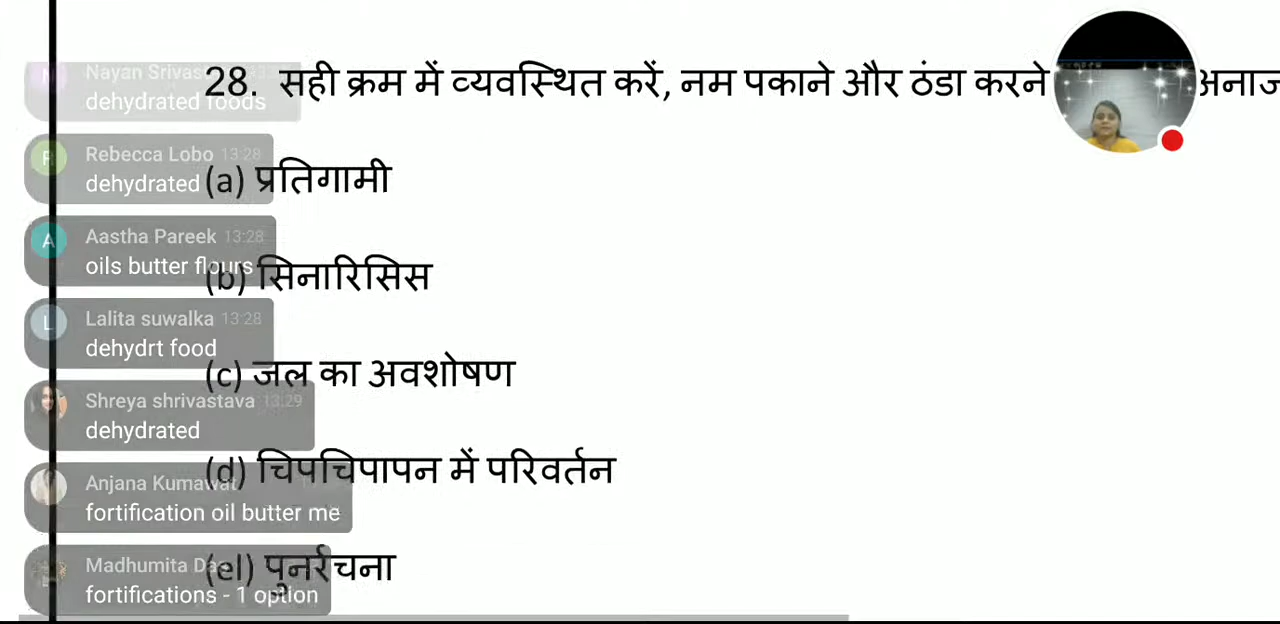 Nayan Srivas
dehydrated foods
28. सही क्रम में व्यवस्थित करें, नम पकाने और ठंडा करने अनाज
Rebecca Lobo 13:28
dehydrated
(a) प्रतिगामी
Aastha Pareek 13:28
oils butter flours
(b) सिनारिसिस
Lalita suwalka 13:28
dehydrt food
(c) जल का अवशोषण
Shreya shrivastava 13:29
dehydrated
(d) चिपचिपापन में परिवर्तन
Anjana Kumawat
fortification oil butter me
Madhumita Das
(el) पुनर्रचना
fortifications - 1 option